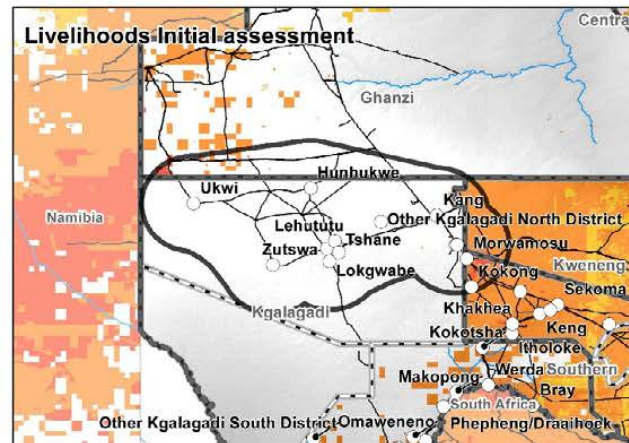 Livelihoods Initial assessment
Central
Ghanzi
Hunhukwe
Ukwi
Kang
Namibia
Lehututu
Other Kgalagadi North District
Tshane
Morwamosu
Zutswa
Lokgwabe
Kokong
Kweneng
Kgalagadi
Khakhea
Sekoma
Kokotsha
Keng
Itholoke
Makopong
Werda
Southern
South Africa
Bray
Other Kgalagadi South District
Omaweneno
Phepheng/Draaihoek